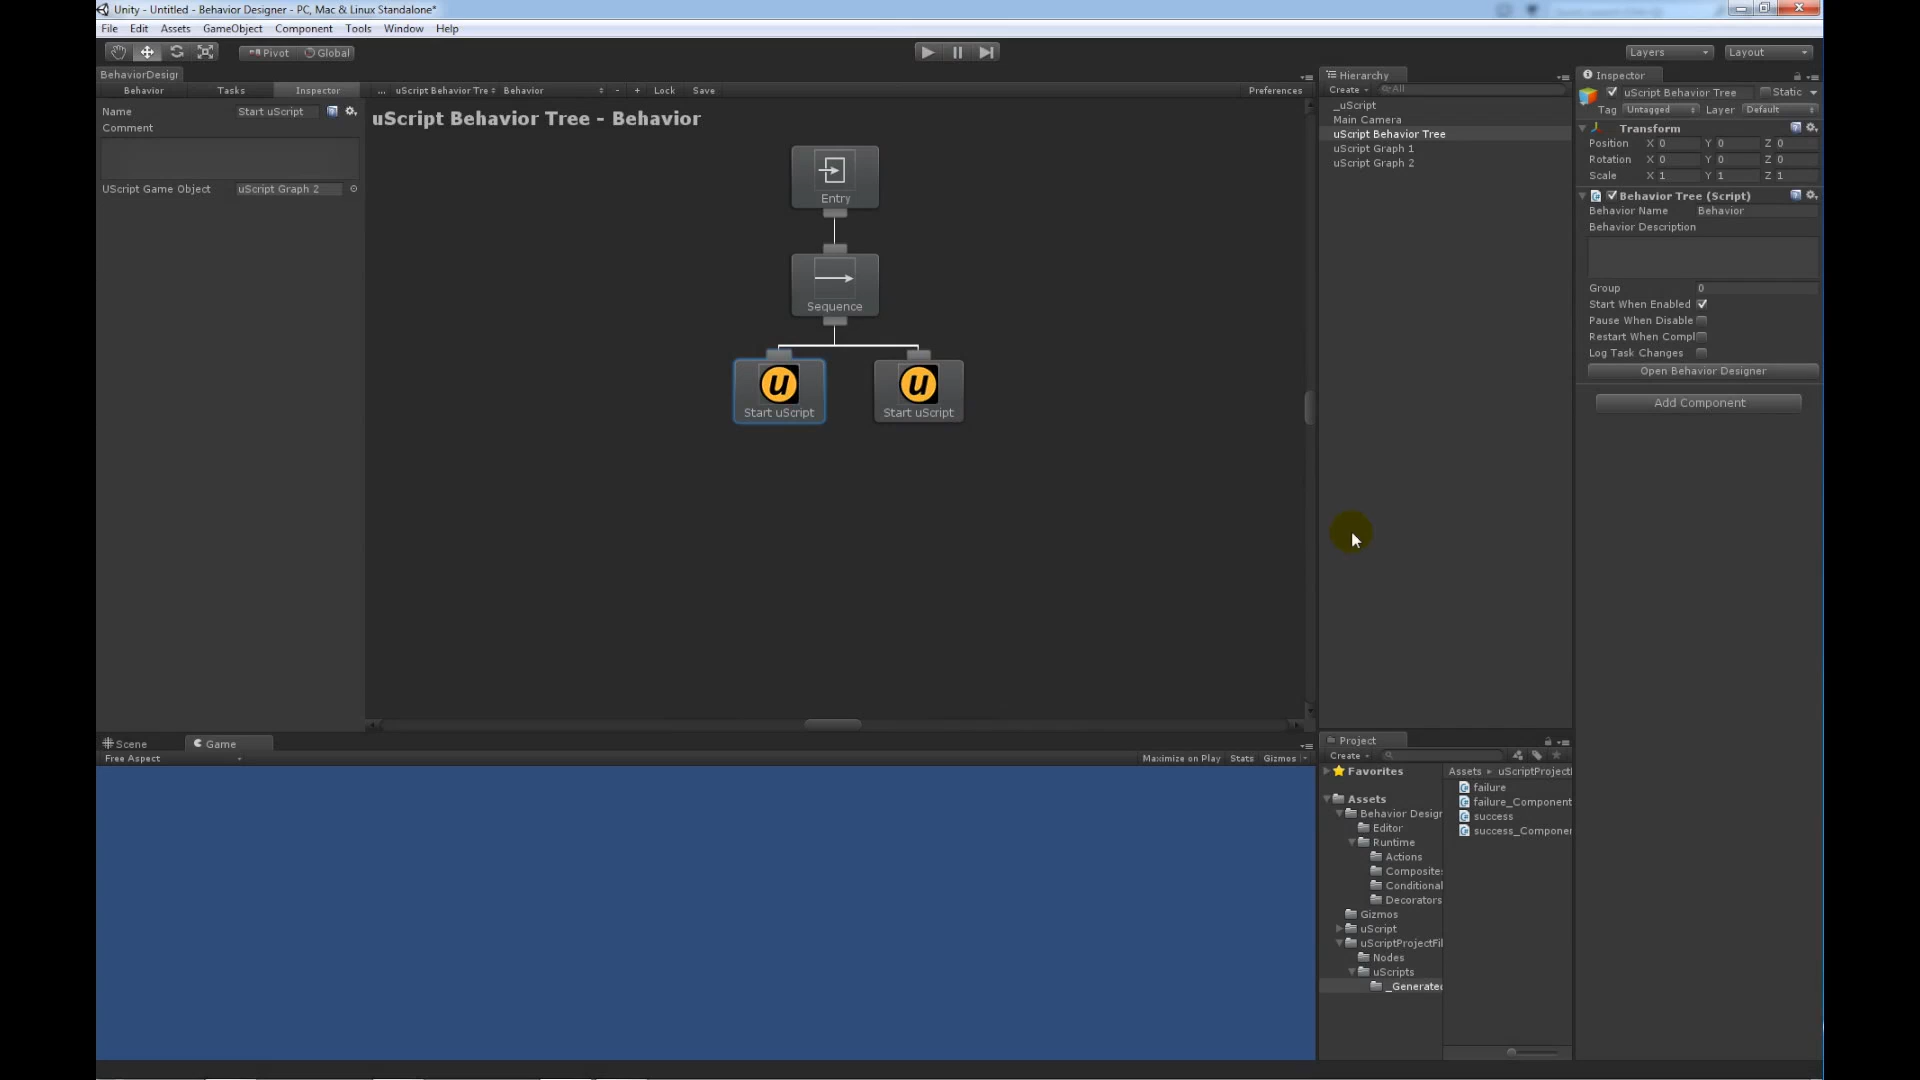 Unity - Untitled - Behavior Designer - PC, Mac & Linux Standalone*
File Edit Assets GameObject Component Tools Window Help
Pivot Global Layers Layout
BehaviorDesigr
Behavior Tasks Inspector
... uScript Behavior Tre Behavior - + Lock Save Preferences
Name Start uScript
Comment
UScript Game Object uScript Graph 2
uScript Behavior Tree - Behavior
Entry
Sequence
Start uScript Start uScript
Hierarchy
Create All
_uScript
Main Camera
uScript Behavior Tree
uScript Graph 1
uScript Graph 2
Inspector
uScript Behavior Tree Static
Tag Untagged Layer Default
Transform
Position X 0 Y 0 Z 0
Rotation X 0 Y 0 Z 0
Scale X 1 Y 1 Z 1
Behavior Tree (Script)
Behavior Name Behavior
Behavior Description
Group 0
Start When Enabled
Pause When Disable
Restart When Compl
Log Task Changes
Open Behavior Designer
Add Component
Scene Game
Free Aspect Maximize on Play Stats Gizmos
Project
Create
Favorites
Assets
Behavior Desigr
Editor
Runtime
Actions
Composite
Conditional
Decorators
Gizmos
uScript
uScriptProjectFil
Nodes
uScripts
_Generated
Assets uScriptProject
failure
failure_Component
success
success_Componer